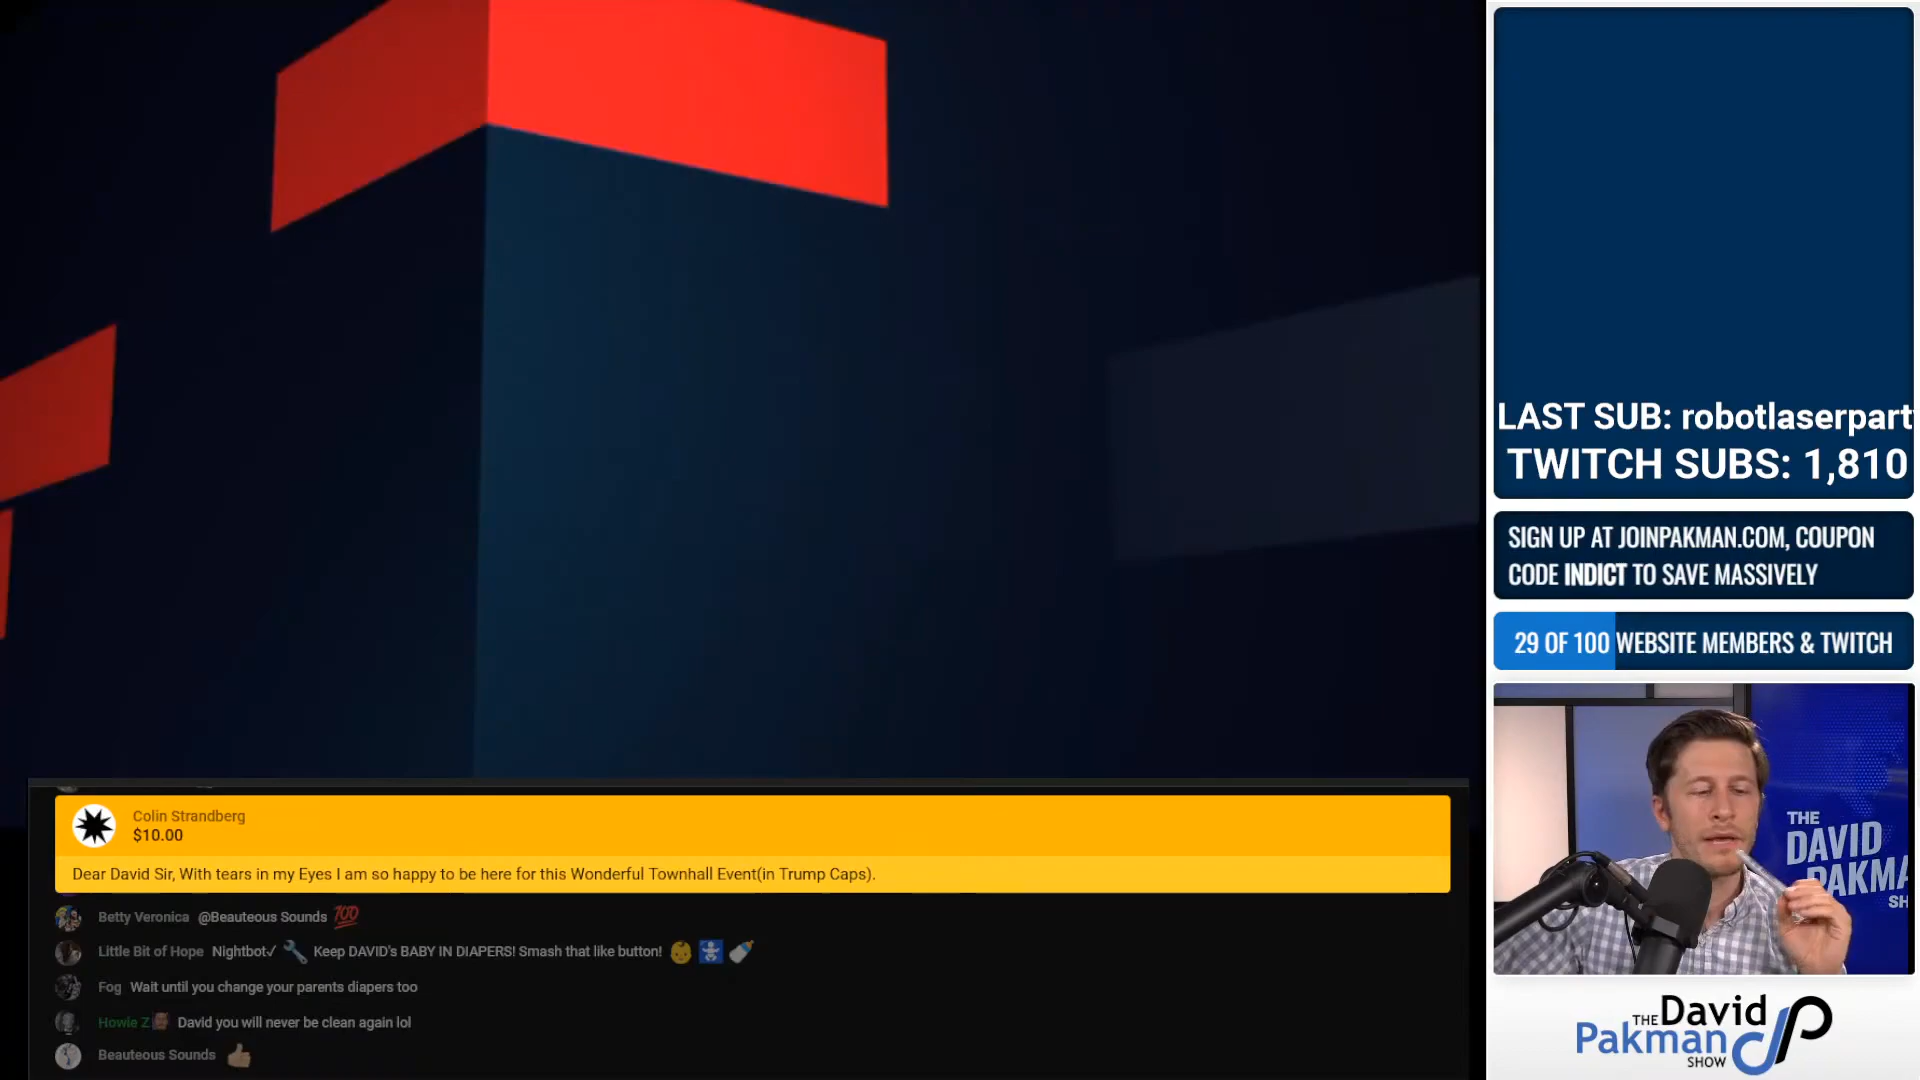 LAST SUB: robotlaserpart
TWITCH SUBS: 1,810
SIGN UP AT JOINPAKMAN.COM, COUPON
CODE INDICT TO SAVE MASSIVELY
29 OF 100 WEBSITE MEMBERS & TWITCH
THE
DAVID
PAKMA
SH
THE David
Pakman
SHOW
Colin Strandberg
$10.00
Dear David Sir, With tears in my Eyes I am so happy to be here for this Wonderful Townhall Event(in Trump Caps).
Betty Veronica @Beauteous Sounds 💯
Little Bit of Hope Nightbot✓ 🔧 Keep DAVID's BABY IN DIAPERS! Smash that like button! 👶 🚼 🍼
Fog Wait until you change your parents diapers too
Howie Z David you will never be clean again lol
Beauteous Sounds 👍🏽